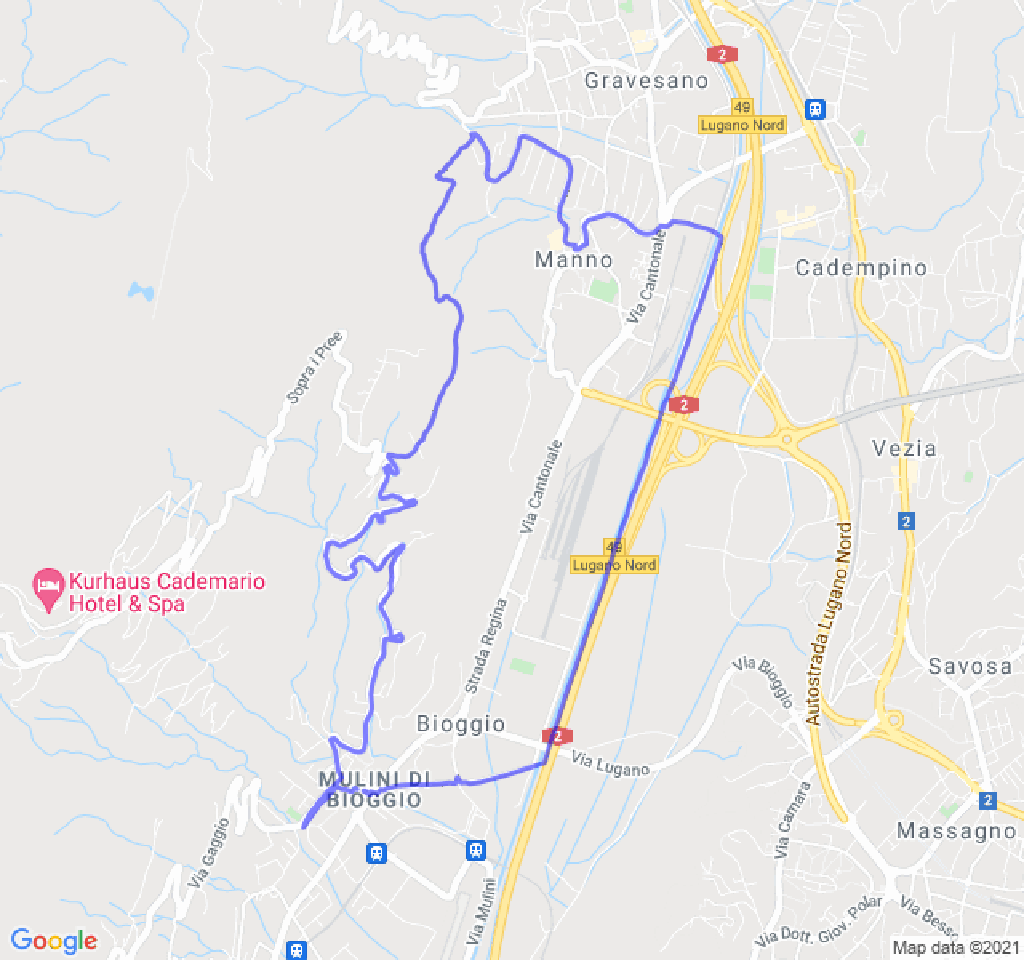 2
Gravesano
49
Lugano Nord
Manno
Via Cantonale
Cadempino
Sopra i Pree
2
Vezia
Via Cantonale
2
49
Lugano Nord
Autostrada Lugano Nord
Kurhaus Cademario
Hotel & Spa
Strada Regina
Via Bioggio
Savosa
Bioggio
2
Via Lugano
MULINI DI
BIOGGIO
Via Gaggio
Via Camara
2
Massagno
Via Mulini
Via Dott. Giov. Polar
Via Besso
Google
Map data ©2021